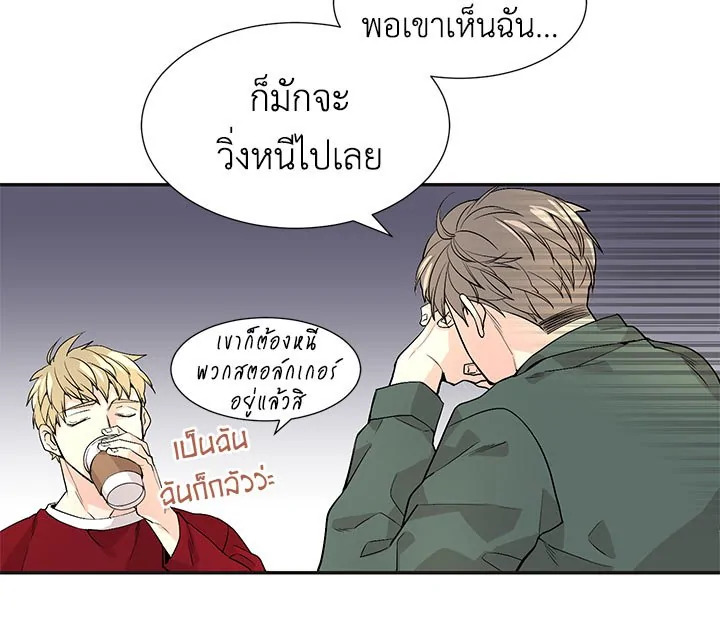 พอเขาเห็นฉัน...
ก็มักจะ
วิ่งหนีไปเลย
เขาก็ต้องหนี
พวกสตอล์กเกอร์
อยู่แล้วสิ
เป็นฉัน
ฉันก็กลัวว่ะ